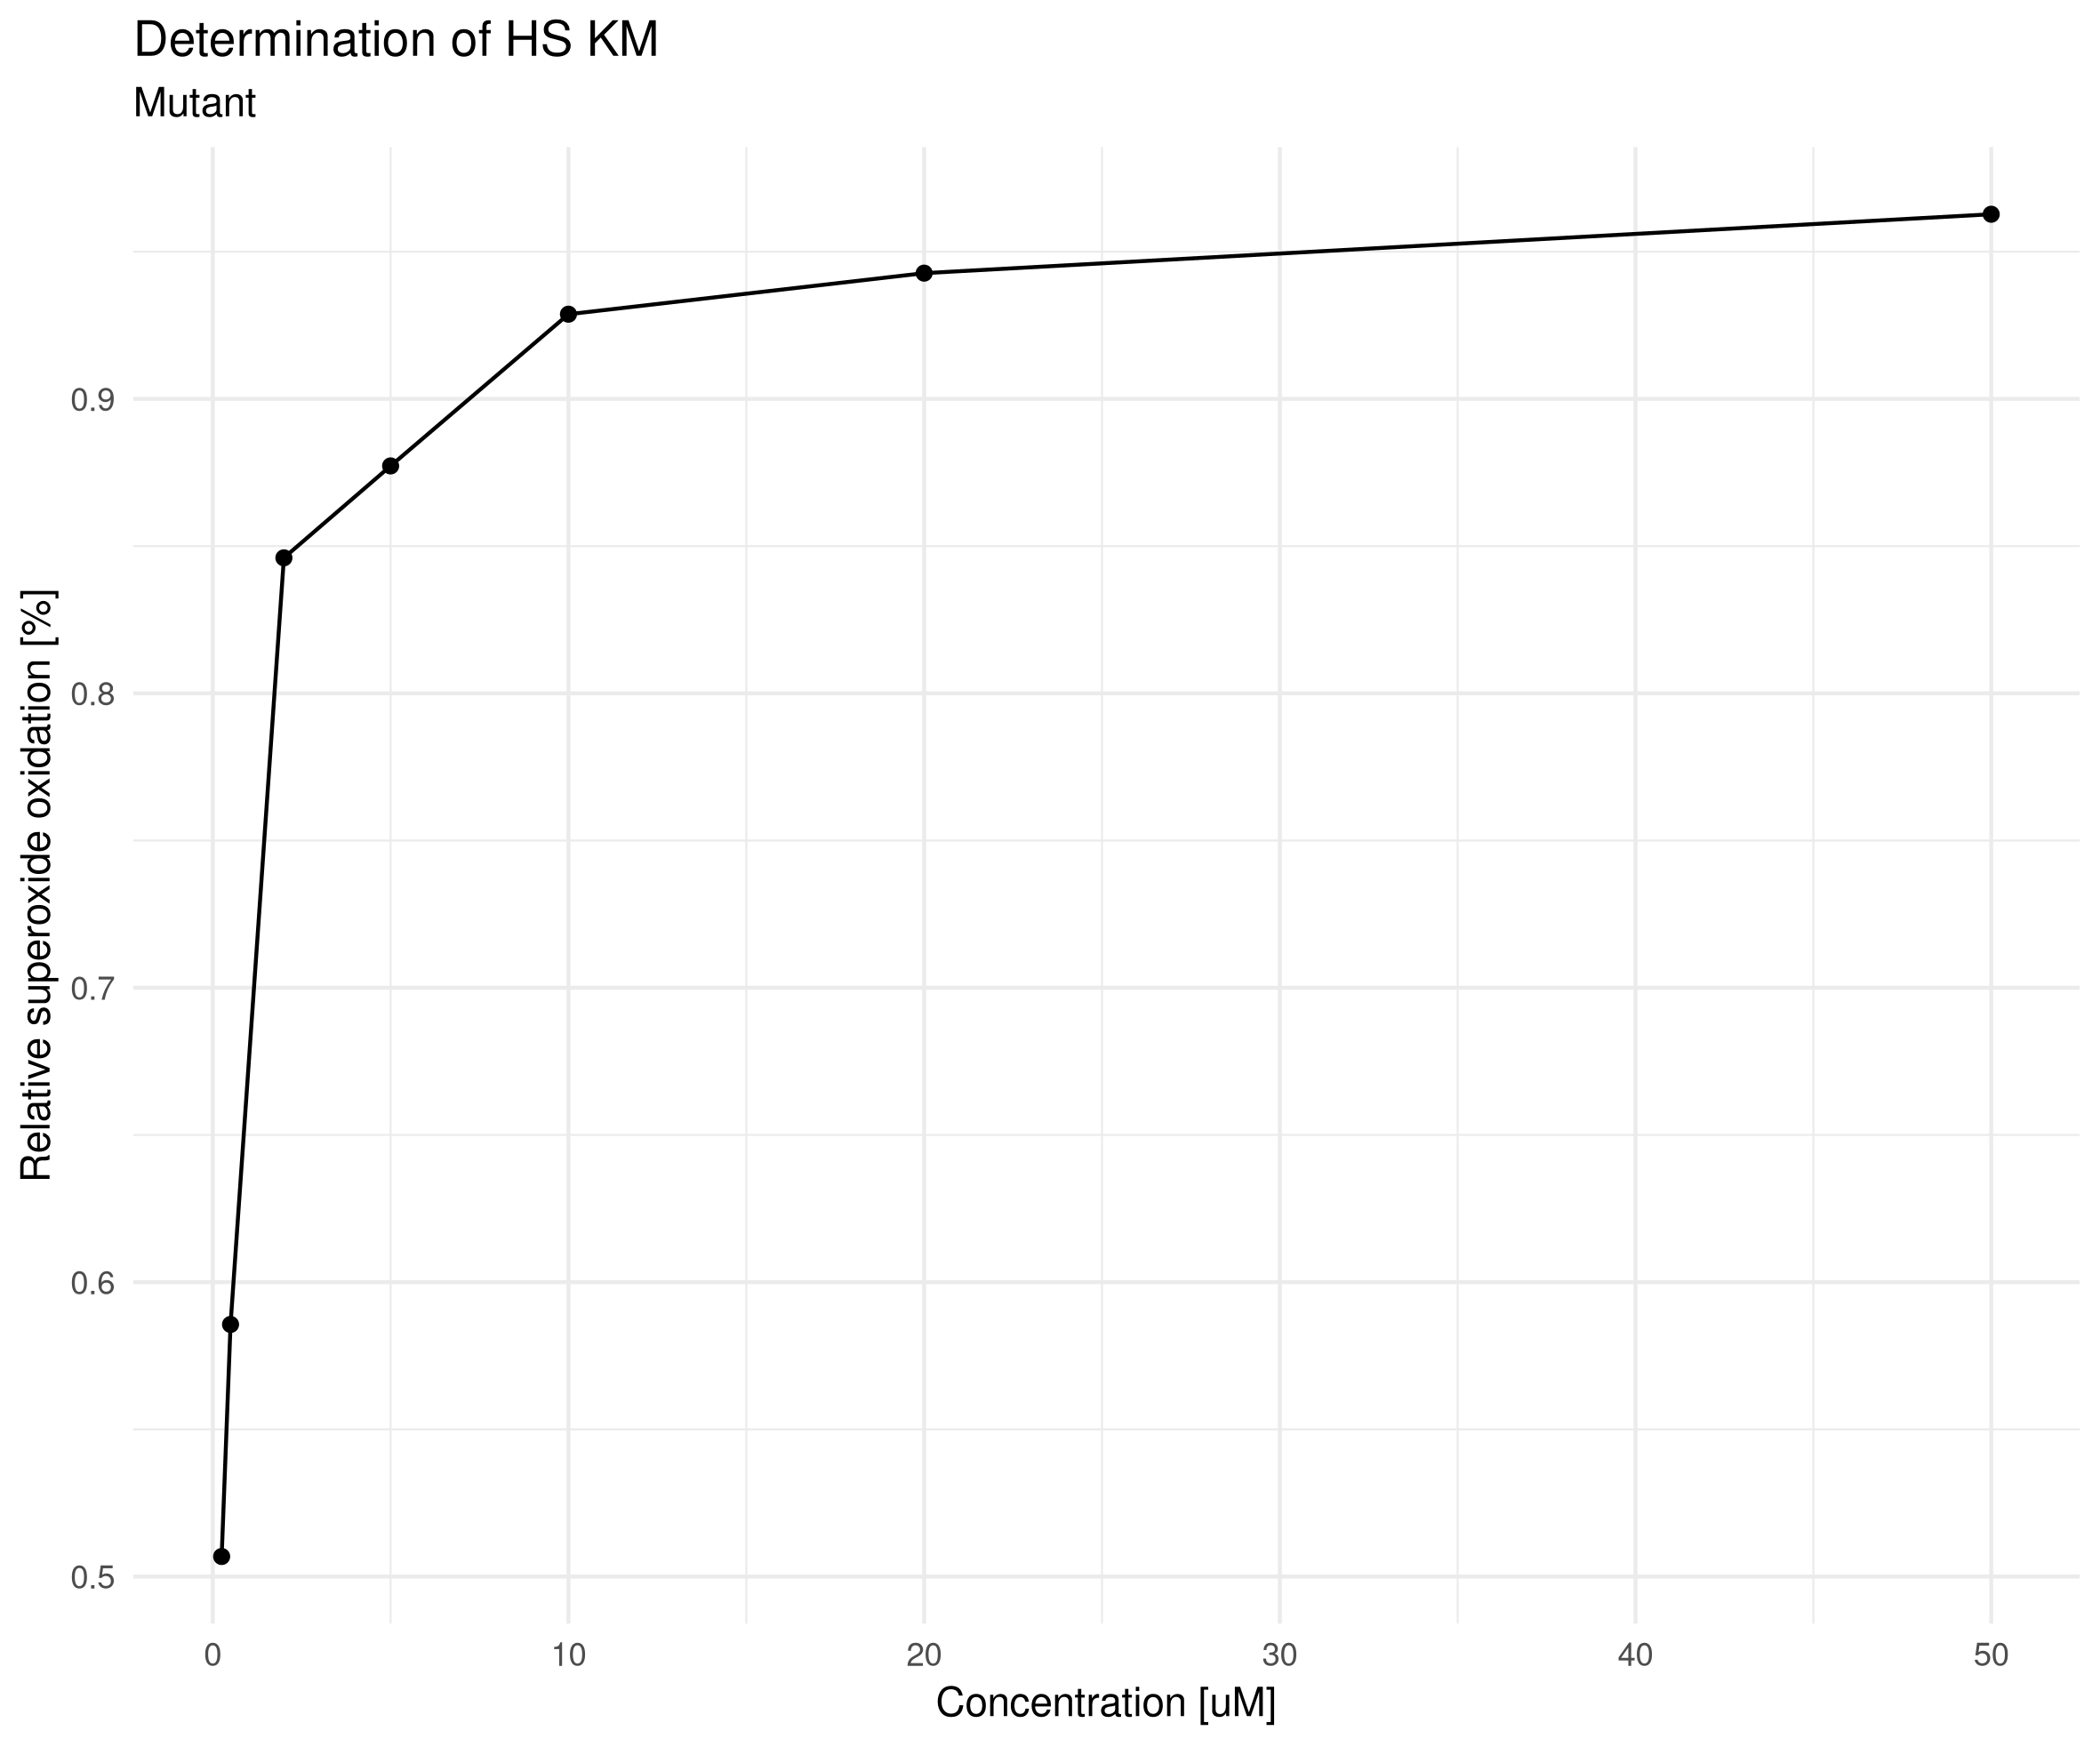 Determination of HS KM
Mutant
Relative superoxide oxidation [%]
0.9
0.8
0.7
0.6
0.5
0 10 20 30 40 50
Concentration [uM]